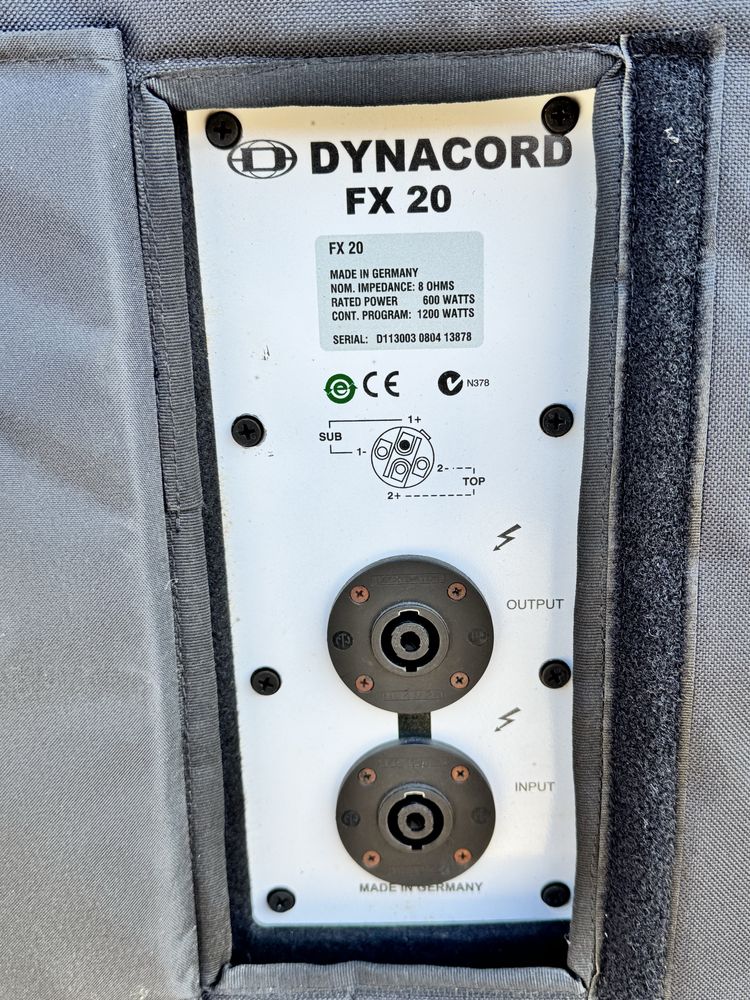 DYNACORD
FX 20
FX 20
MADE IN GERMANY
NOM. IMPEDANCE: 8 OHMS
RATED POWER 600 WATTS
CONT. PROGRAM: 1200 WATTS
SERIAL: D113003 0804 13878
e CE N378
1+
SUB
1-
2-
TOP
2+
OUTPUT
INPUT
MADE IN GERMANY